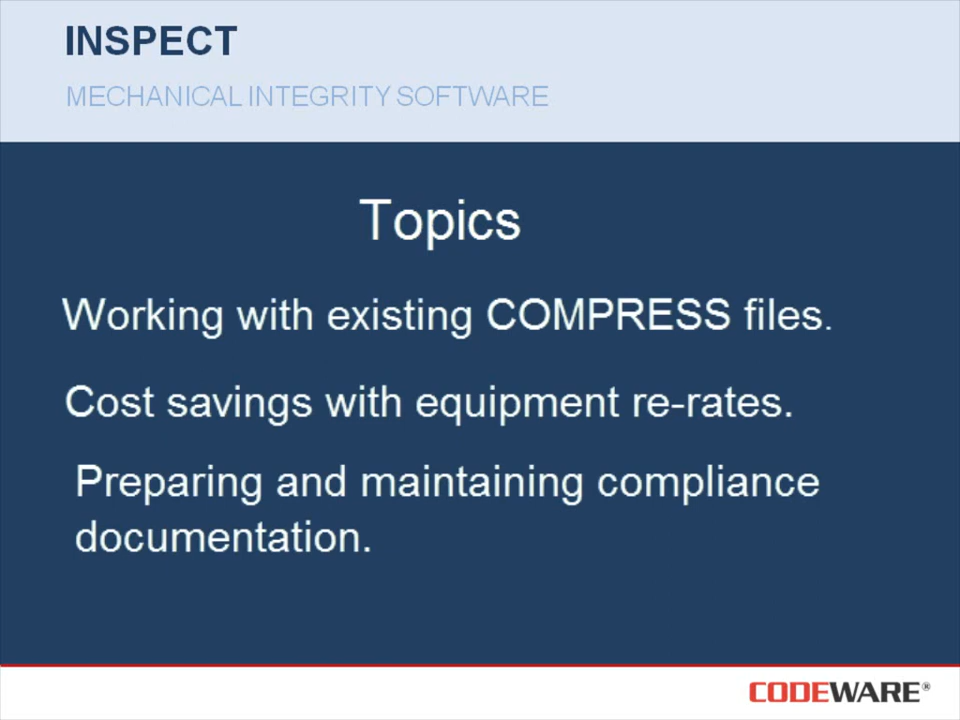 INSPECT
MECHANICAL INTEGRITY SOFTWARE
Topics
Working with existing COMPRESS files.
Cost savings with equipment re-rates.
Preparing and maintaining compliance
documentation.
CODEWARE®